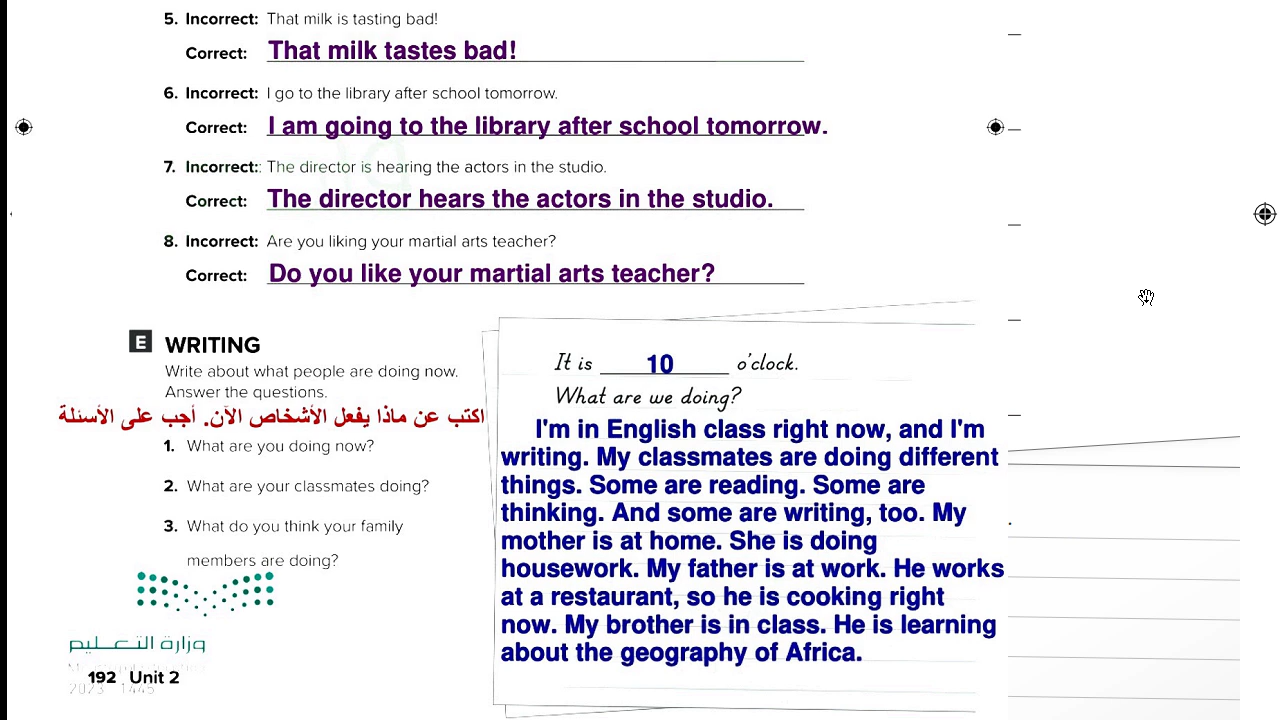 5. Incorrect: That milk is tasting bad!
Correct: That milk tastes bad!
6. Incorrect: I go to the library after school tomorrow.
Correct: I am going to the library after school tomorrow.
7. Incorrect:: The director is hearing the actors in the studio.
Correct: The director hears the actors in the studio.
8. Incorrect: Are you liking your martial arts teacher?
Correct: Do you like your martial arts teacher?
E WRITING
Write about what people are doing now.
Answer the questions.
اكتب عن ماذا يفعل الأشخاص الآن. أجب على الأسئلة
1. What are you doing now?
2. What are your classmates doing?
3. What do you think your family
members are doing?
It is 10 o'clock.
What are we doing?
I'm in English class right now, and I'm
writing. My classmates are doing different
things. Some are reading. Some are
thinking. And some are writing, too. My
mother is at home. She is doing
housework. My father is at work. He works
at a restaurant, so he is cooking right
now. My brother is in class. He is learning
about the geography of Africa.
وزارة التعليم
192 Unit 2
2023 - 1445